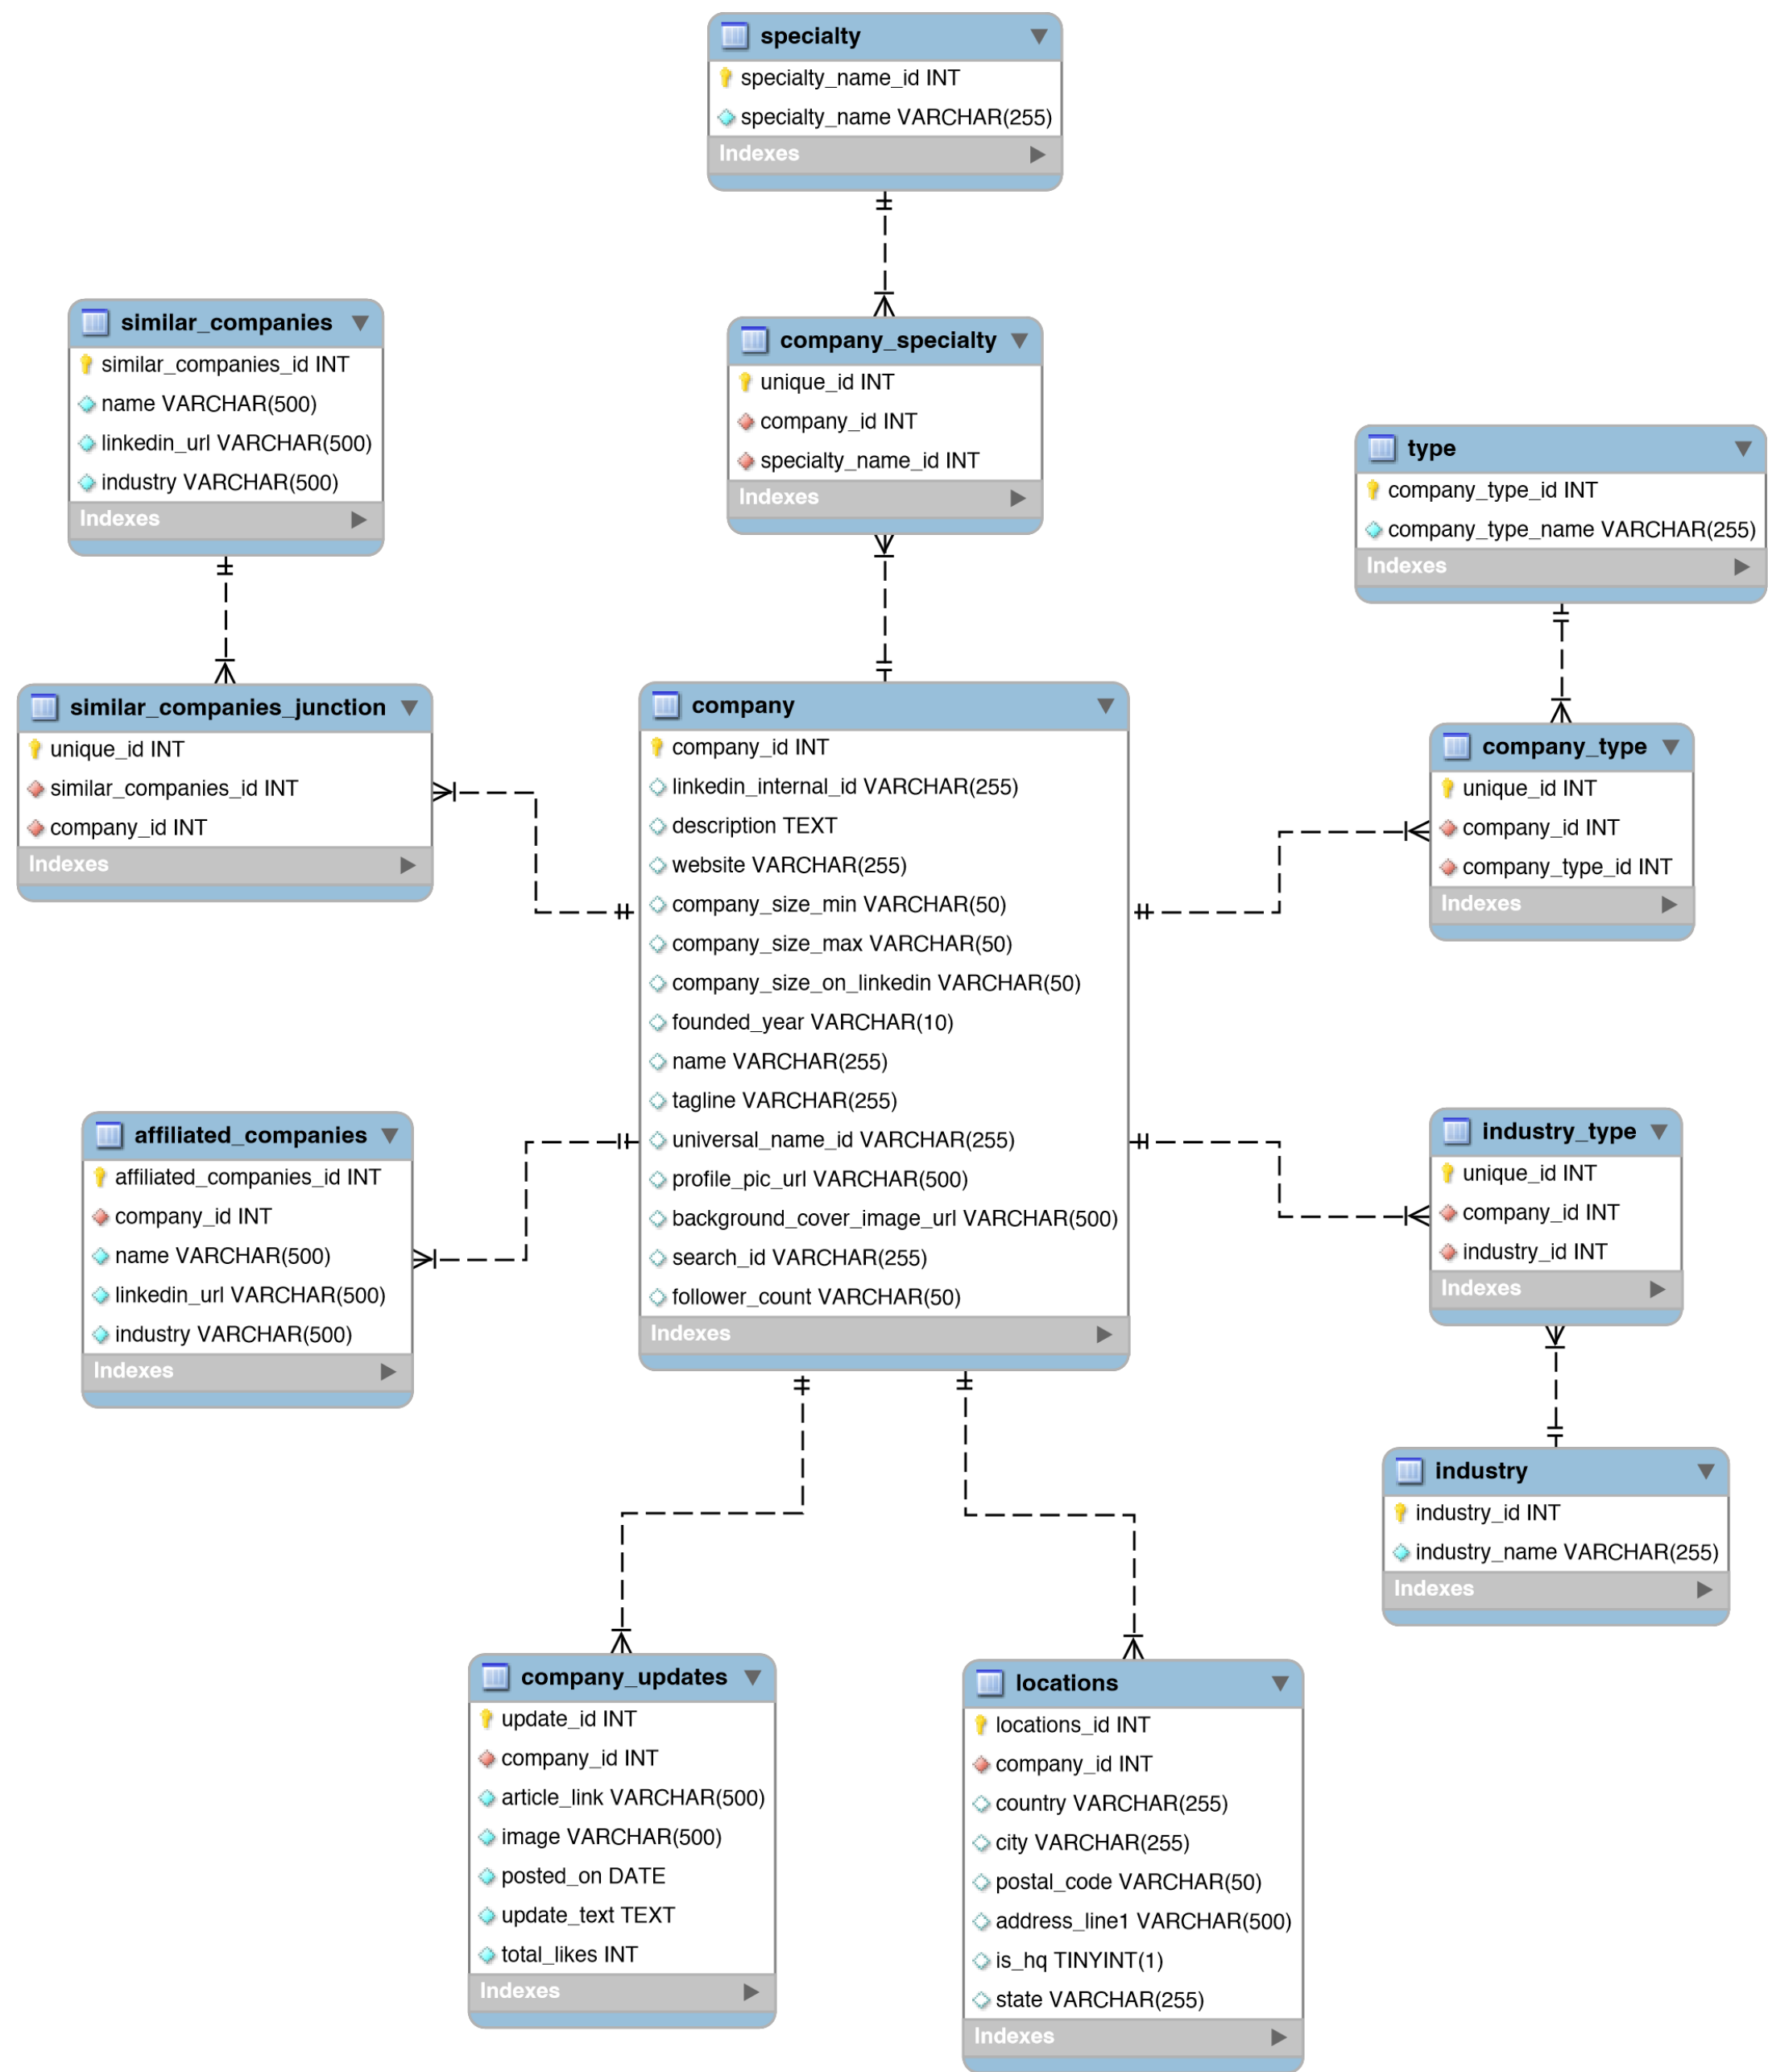 specialty
specialty_name_id INT
specialty_name VARCHAR(255)
Indexes
similar_companies
similar_companies_id INT
name VARCHAR(500)
linkedin_url VARCHAR(500)
industry VARCHAR(500)
Indexes
company_specialty
unique_id INT
company_id INT
specialty_name_id INT
Indexes
type
company_type_id INT
company_type_name VARCHAR(255)
Indexes
similar_companies_junction
unique_id INT
similar_companies_id INT
company_id INT
Indexes
company
company_id INT
linkedin_internal_id VARCHAR(255)
description TEXT
website VARCHAR(255)
company_size_min VARCHAR(50)
company_size_max VARCHAR(50)
company_size_on_linkedin VARCHAR(50)
founded_year VARCHAR(10)
name VARCHAR(255)
tagline VARCHAR(255)
universal_name_id VARCHAR(255)
profile_pic_url VARCHAR(500)
background_cover_image_url VARCHAR(500)
search_id VARCHAR(255)
follower_count VARCHAR(50)
Indexes
company_type
unique_id INT
company_id INT
company_type_id INT
Indexes
affiliated_companies
affiliated_companies_id INT
company_id INT
name VARCHAR(500)
linkedin_url VARCHAR(500)
industry VARCHAR(500)
Indexes
industry_type
unique_id INT
company_id INT
industry_id INT
Indexes
industry
industry_id INT
industry_name VARCHAR(255)
Indexes
company_updates
update_id INT
company_id INT
article_link VARCHAR(500)
image VARCHAR(500)
posted_on DATE
update_text TEXT
total_likes INT
Indexes
locations
locations_id INT
company_id INT
country VARCHAR(255)
city VARCHAR(255)
postal_code VARCHAR(50)
address_line1 VARCHAR(500)
is_hq TINYINT(1)
state VARCHAR(255)
Indexes